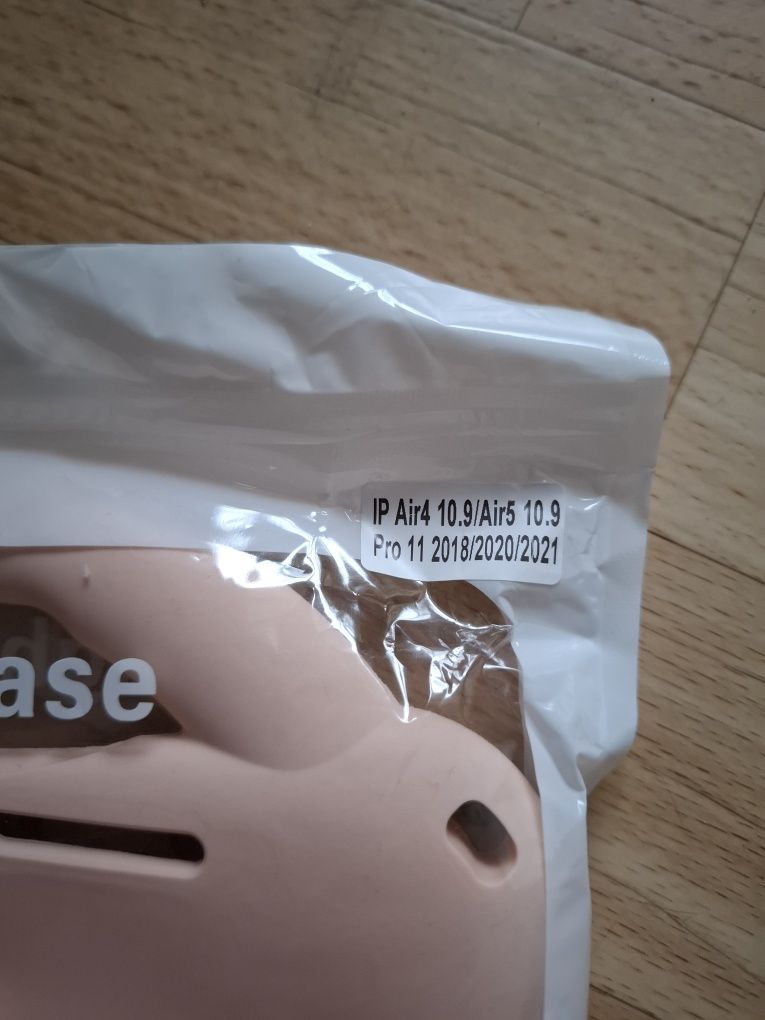 IP Air4 10.9/Air5 10.9
Pro 11 2018/2020/2021
ase